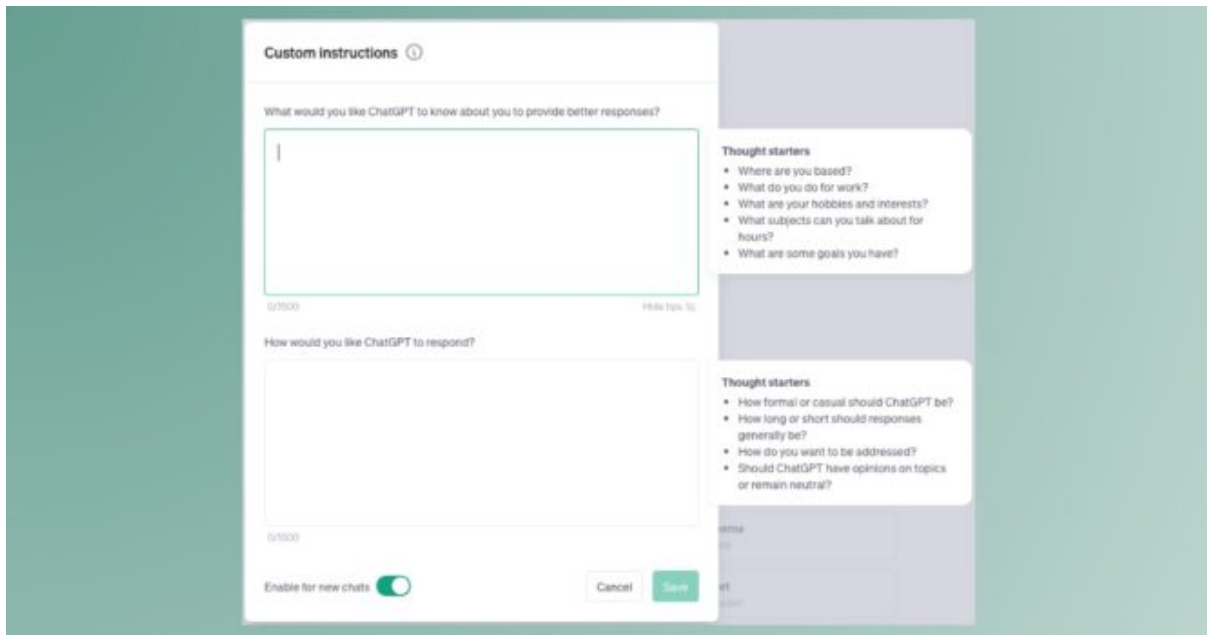 Custom instructions
What would you like ChatGPT to know about you to provide better responses?
Thought starters
• Where are you based?
• What do you do for work?
• What are your hobbies and interests?
• What subjects can you talk about for
hours?
• What are some goals you have?
0/1500
Hide tips
How would you like ChatGPT to respond?
Thought starters
• How formal or casual should ChatGPT be?
• How long or short should responses
generally be?
• How do you want to be addressed?
• Should ChatGPT have opinions on topics
or remain neutral?
0/1500
Enable for new chats
Cancel
Save